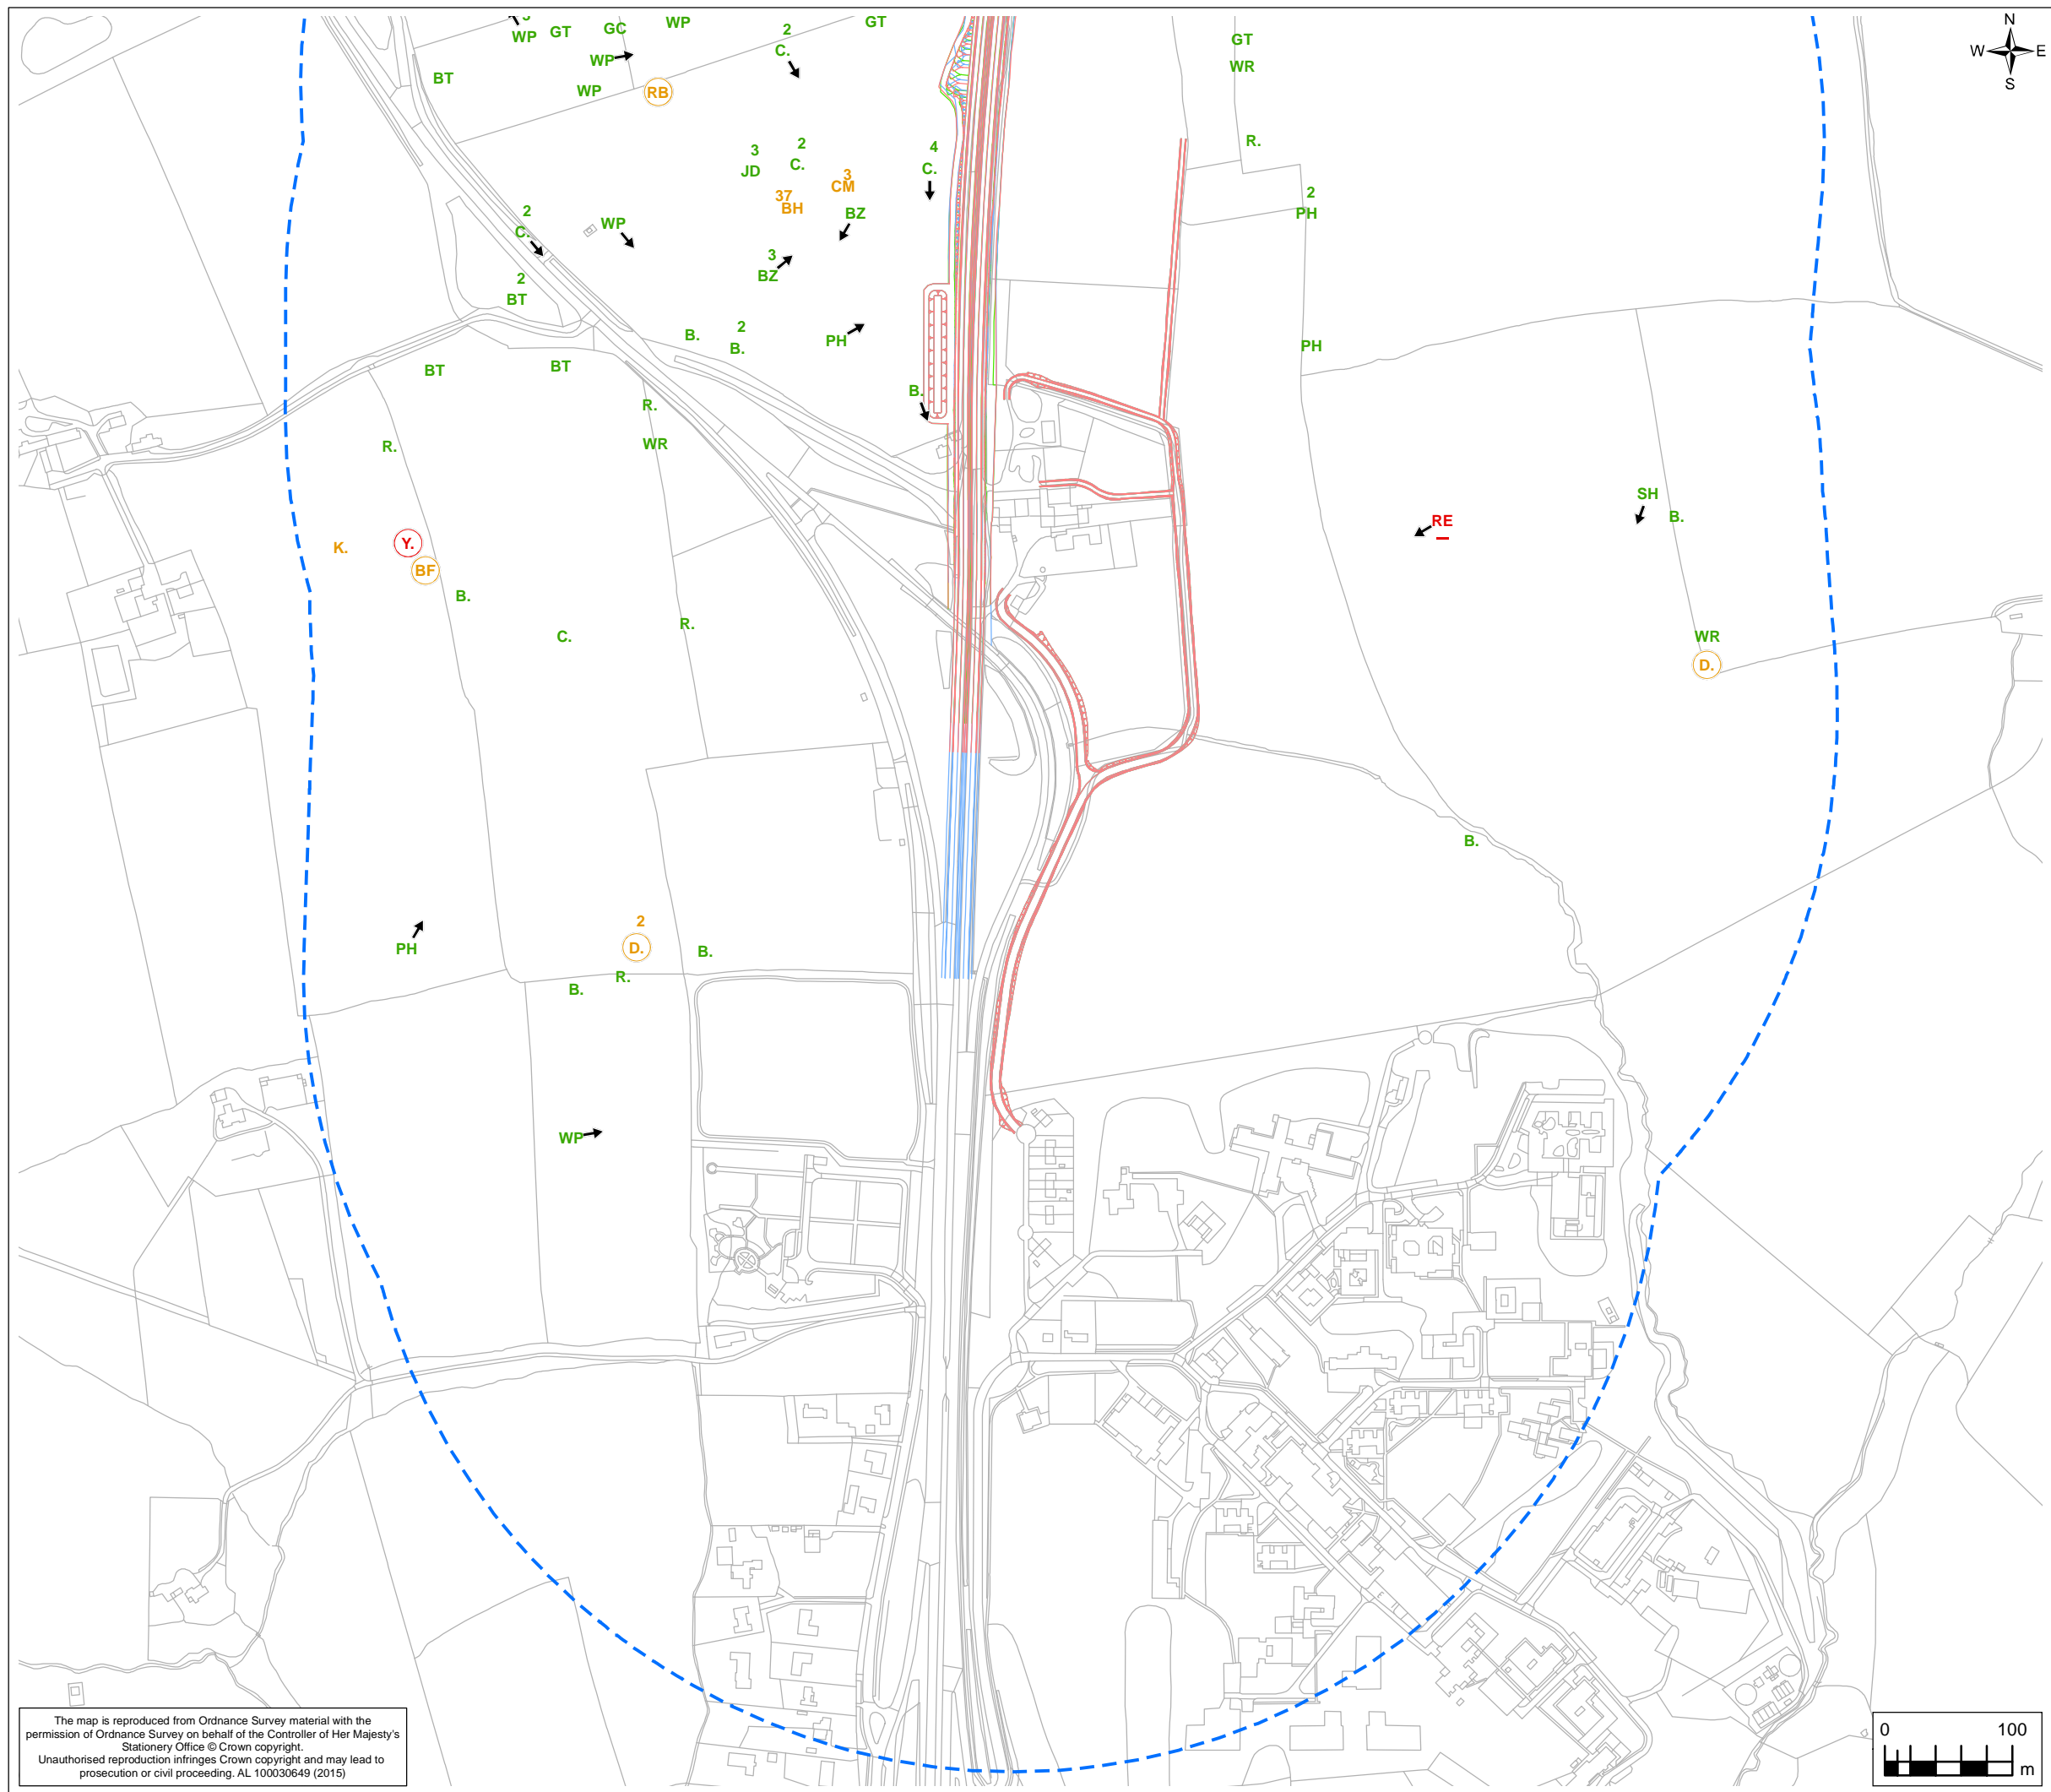 3
WP
GT
GC
WP
2
C.
GT
GT
WR
N
W
E
S
WP
BT
WP
RB
R.
3
JD
2
C.
4
C.
37
BH
3
CM
2
PH
2
C.
WP
BZ
3
BZ
2
BT
B.
2
B.
PH
PH
BT
BT
B.
R.
WR
R.
SH
B.
RE
K.
Y.
BF
B.
C.
R.
WR
D.
B.
PH
2
D.
B.
R.
B.
WP
The map is reproduced from Ordnance Survey material with the
permission of Ordnance Survey on behalf of the Controller of Her Majesty's
Stationery Office © Crown copyright.
Unauthorised reproduction infringes Crown copyright and may lead to
prosecution or civil proceeding. AL 100030649 (2015)
0 100
m